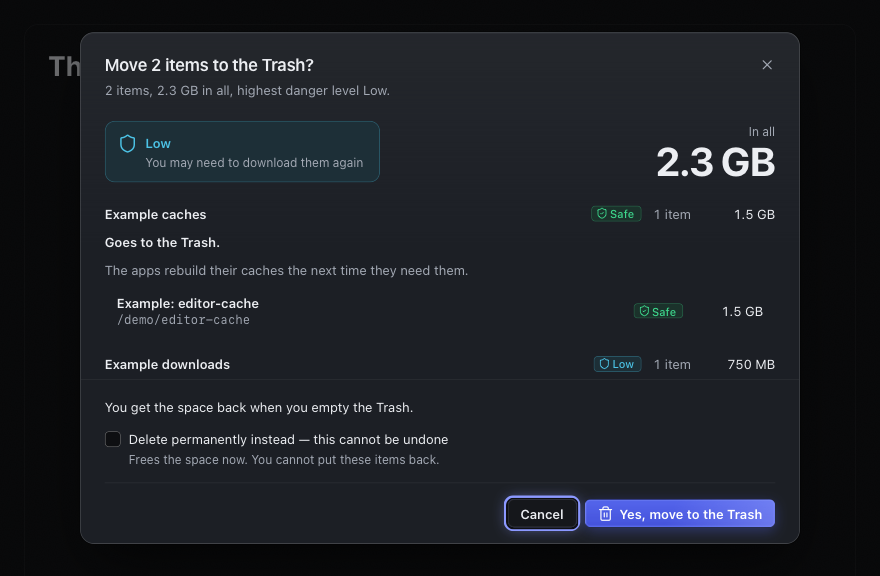 Th
Move 2 items to the Trash?
2 items, 2.3 GB in all, highest danger level Low.
Low
You may need to download them again
In all
2.3 GB
Example caches Safe 1 item 1.5 GB
Goes to the Trash.
The apps rebuild their caches the next time they need them.
Example: editor-cache
/demo/editor-cache
Safe 1.5 GB
Example downloads Low 1 item 750 MB
You get the space back when you empty the Trash.
Delete permanently instead — this cannot be undone
Frees the space now. You cannot put these items back.
Cancel Yes, move to the Trash